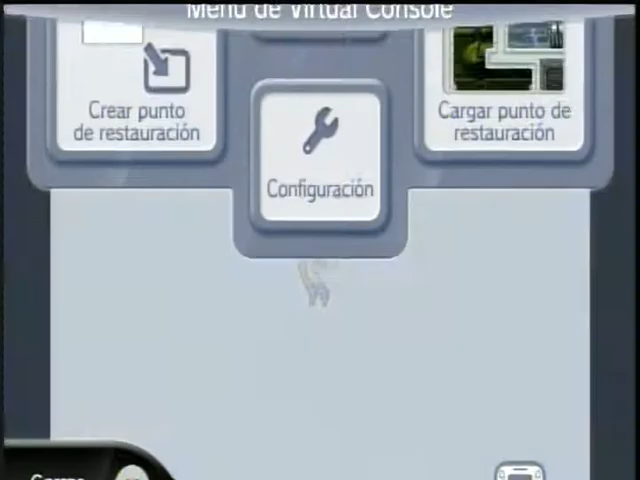 Menú de Virtual Console
Crear punto
de restauración
Cargar punto de
restauración
Configuración